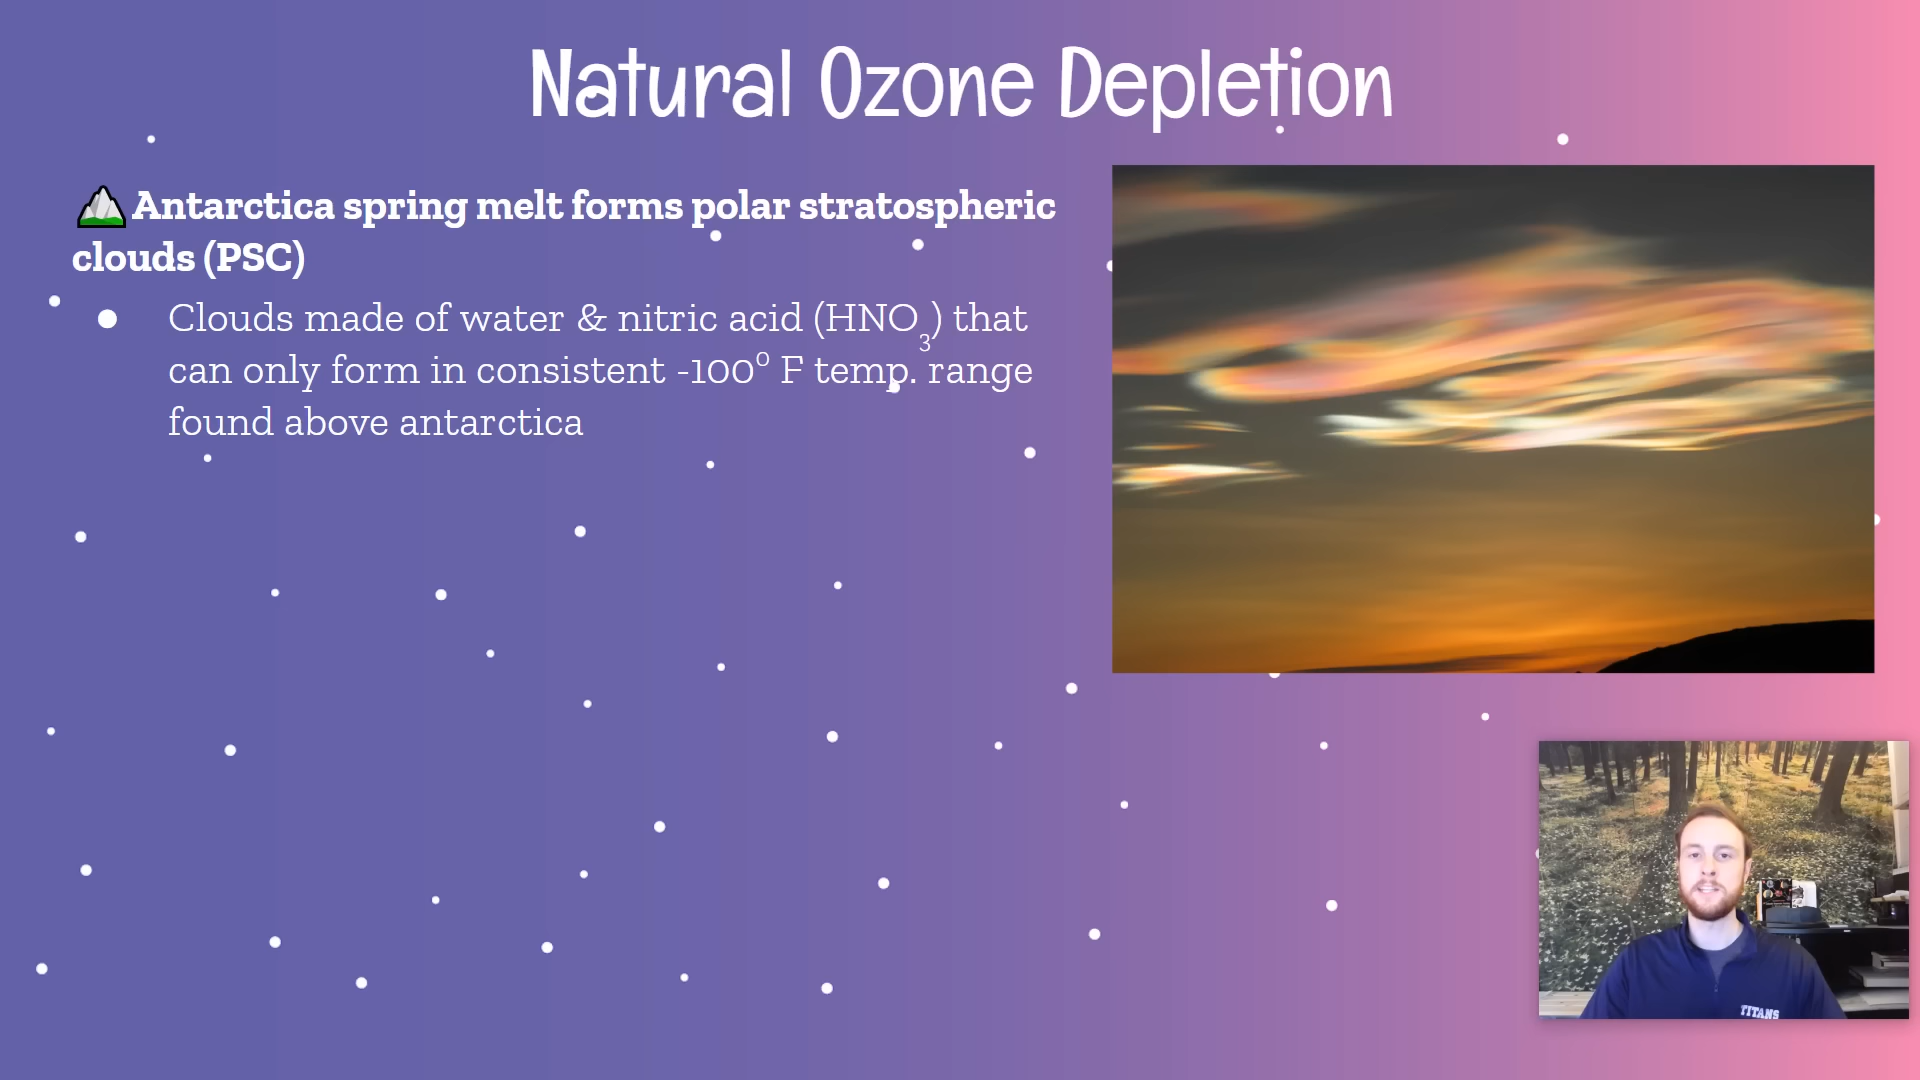 Natural Ozone Depletion
Antarctica spring melt forms polar stratospheric
clouds (PSC)
● Clouds made of water & nitric acid (HNO₃) that
can only form in consistent -100⁰ F temp. range
found above antarctica
TITANS